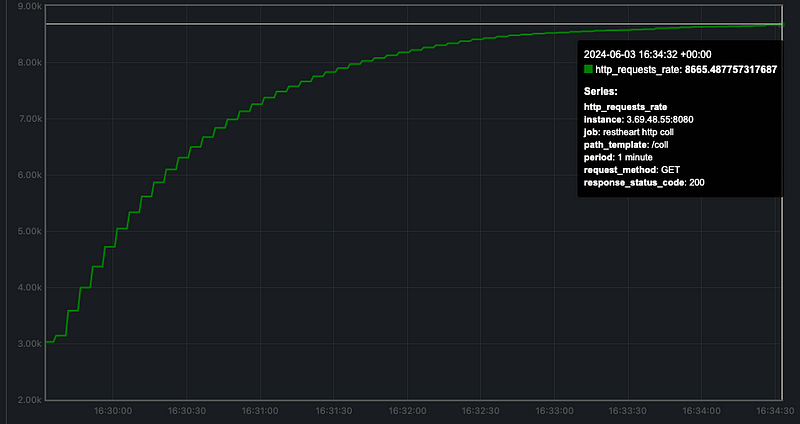 9.00k
8.00k
7.00k
6.00k
5.00k
4.00k
3.00k
2.00k
2024-06-03 16:34:32 +00:00
http_requests_rate: 8665.487757317687
Series:
http_requests_rate
instance: 3.69.48.55:8080
job: restheart http coll
path_template: /coll
period: 1 minute
request_method: GET
response_status_code: 200
16:30:00 16:30:30 16:31:00 16:31:30 16:32:00 16:32:30 16:33:00 16:33:30 16:34:00 16:34:30